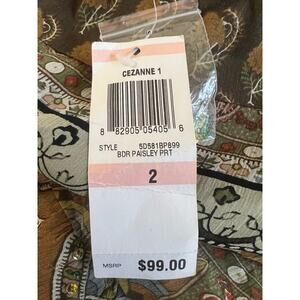 CEZANNE 1
8 82905 05405 6
STYLE 5D581BP899
BDR PAISLEY PRT
2
MSRP $99.00